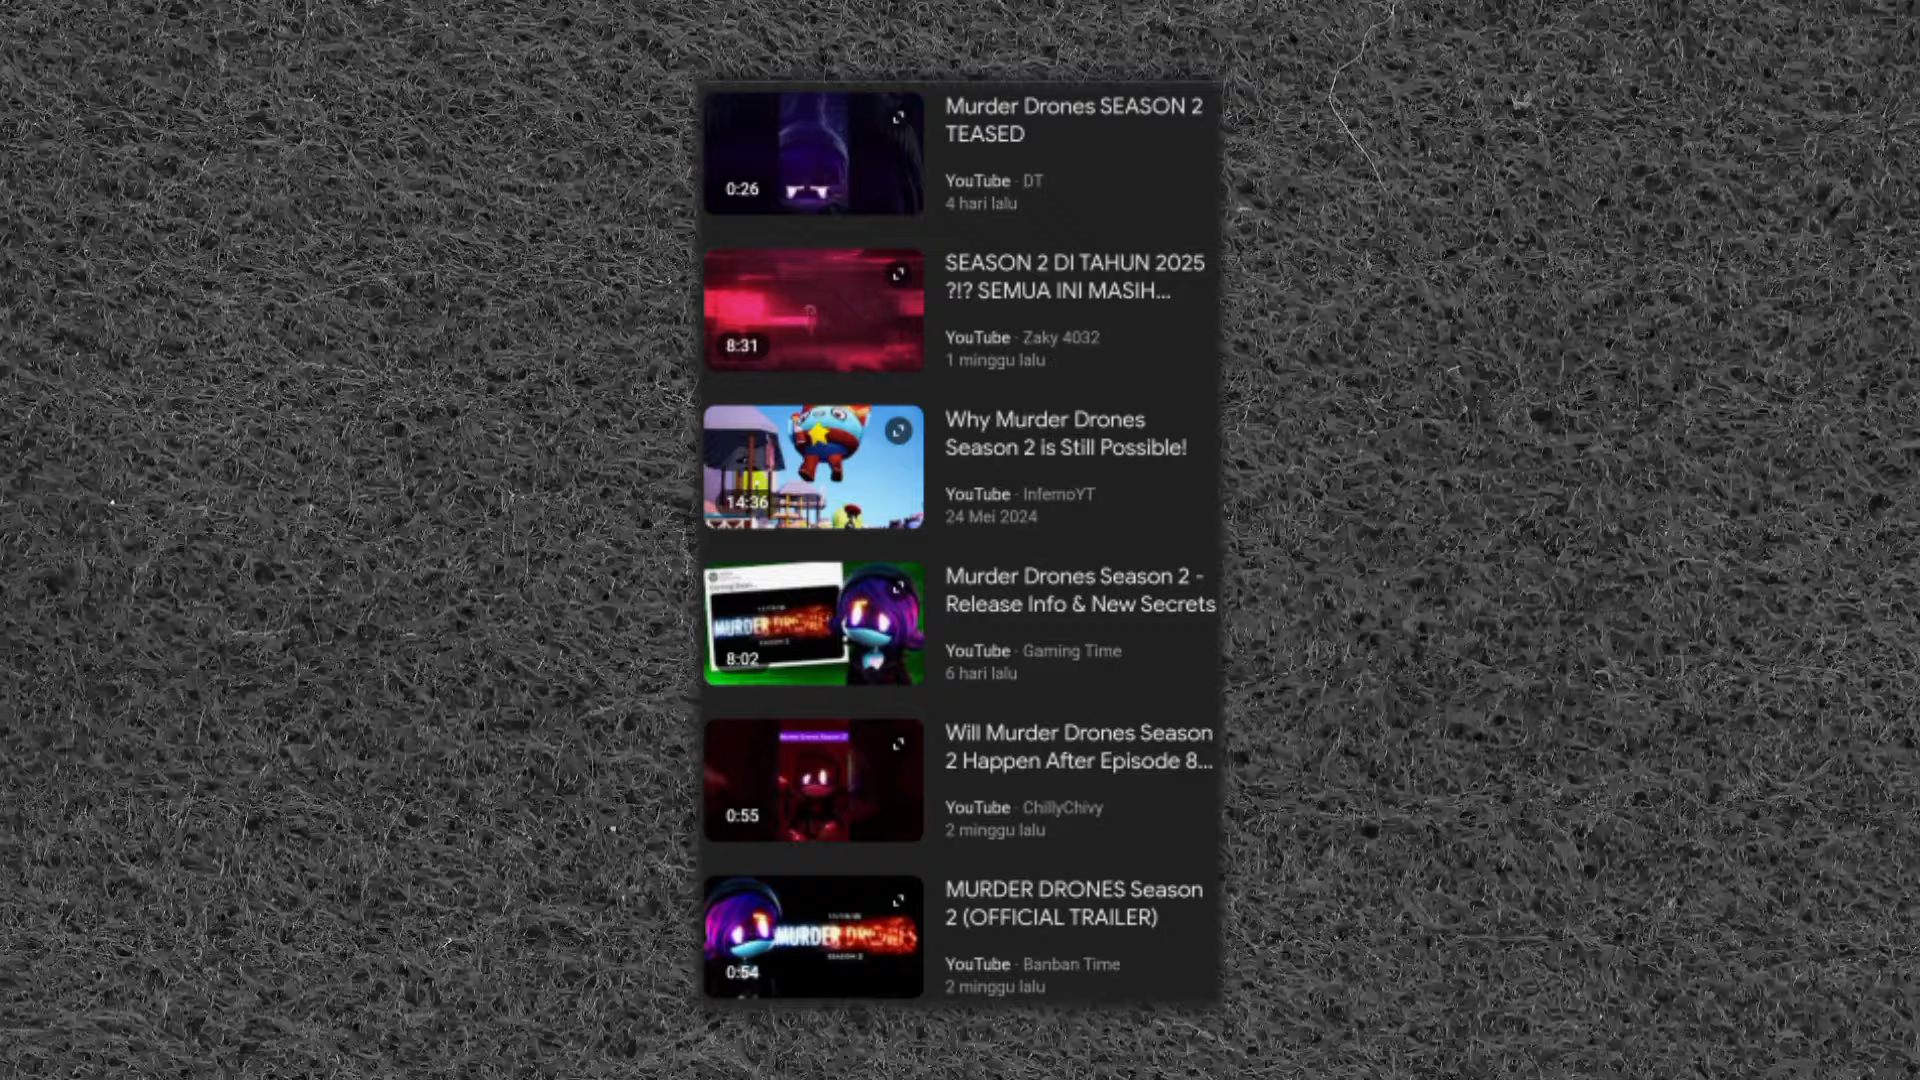 Murder Drones SEASON 2
TEASED
0:26
YouTube · DT
4 hari lalu
SEASON 2 DI TAHUN 2025
?!? SEMUA INI MASIH...
8:31
YouTube · Zaky 4032
1 minggu lalu
Why Murder Drones
Season 2 is Still Possible!
14:36
YouTube · InfernoYT
24 Mei 2024
Murder Drones Season 2 -
Release Info & New Secrets
MURDER DRONES
8:02
YouTube · Gaming Time
6 hari lalu
Will Murder Drones Season
2 Happen After Episode 8...
0:55
YouTube · ChillyChivy
2 minggu lalu
MURDER DRONES Season
2 (OFFICIAL TRAILER)
MURDER DRONES
SEASON 2
0:54
YouTube · Banban Time
2 minggu lalu